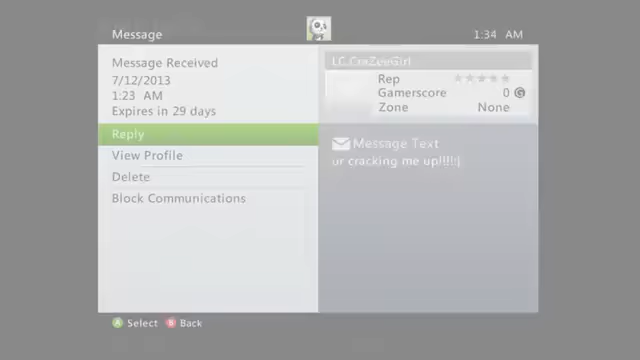 Message
1:34 AM
Message Received
7/12/2013
1:23 AM
Expires in 29 days
Reply
View Profile
Delete
Block Communications
LC CraZeeGirl
Rep
Gamerscore 0 G
Zone None
Message Text
ur cracking me up!!!!:)
A Select B Back